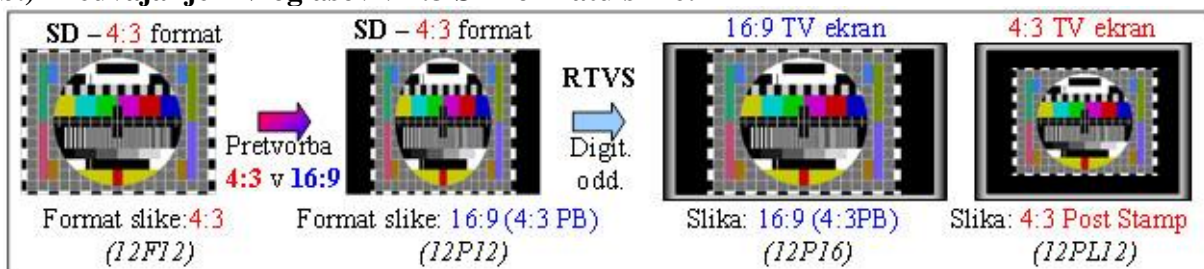 SD – 4:3 format
SD – 4:3 format
16:9 TV ekran
4:3 TV ekran
RTVS
Pretvorba
4:3 v 16:9
Digit.
odd.
Format slike:4:3
(12F12)
Format slike: 16:9 (4:3 PB)
(12P12)
Slika: 16:9 (4:3PB)
(12P16)
Slika: 4:3 Post Stamp
(12PL12)